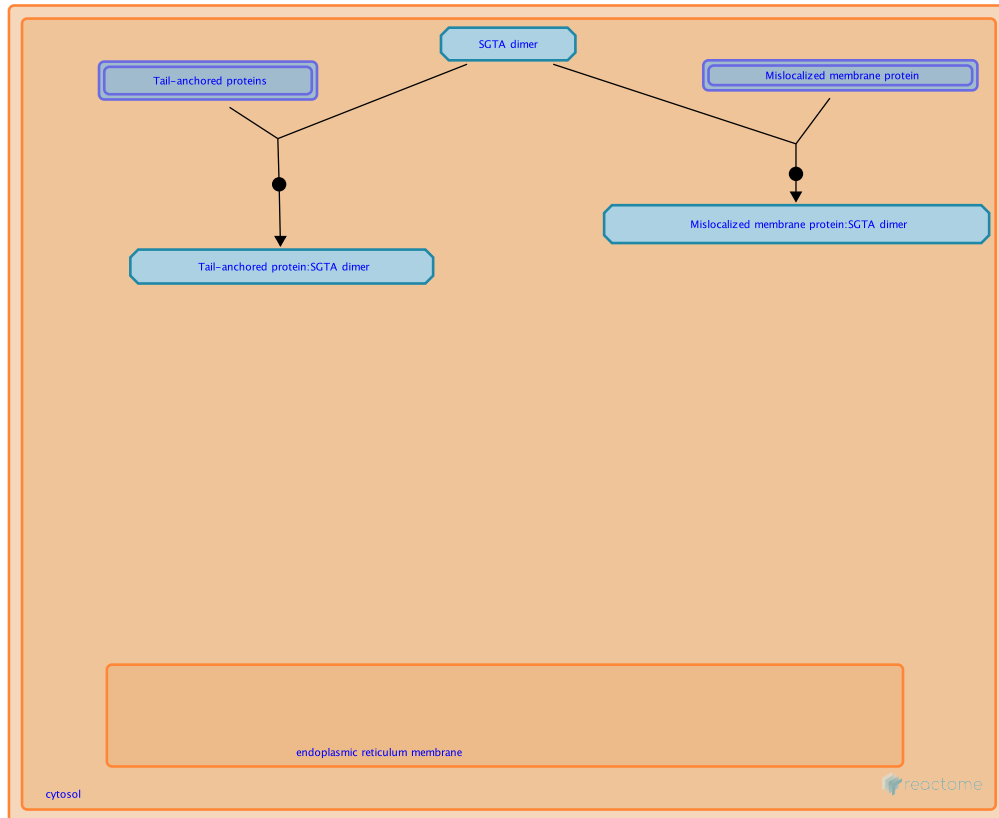 SGTA dimer
Tail-anchored proteins
Mislocalized membrane protein
Mislocalized membrane protein:SGTA dimer
Tail-anchored protein:SGTA dimer
endoplasmic reticulum membrane
cytosol
reactome